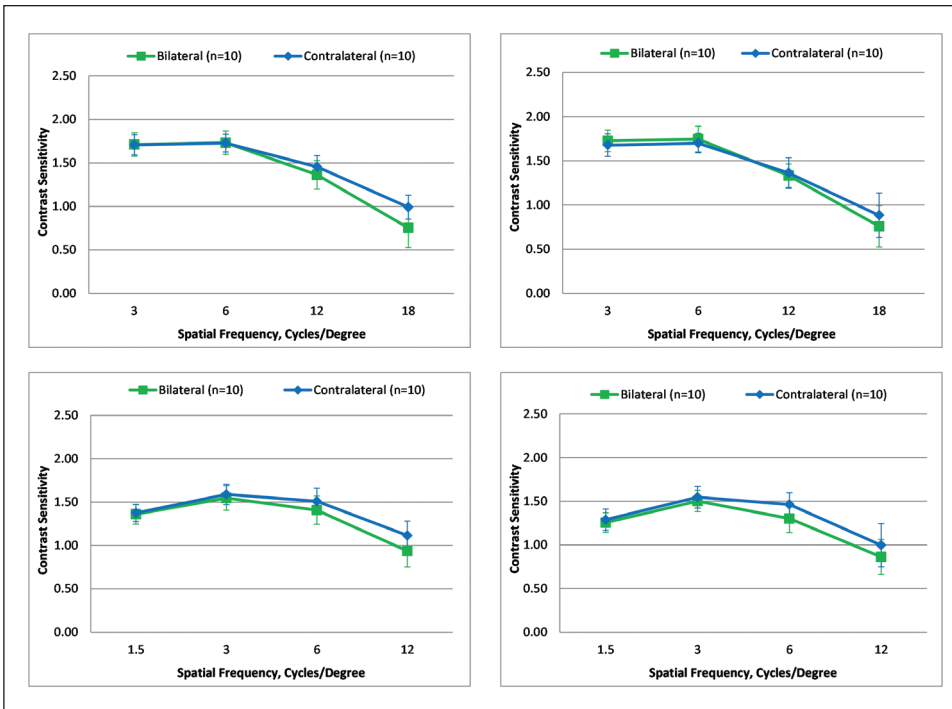 Bilateral (n=10) Contralateral (n=10)
2.50
2.00
1.50
1.00
0.50
0.00
Contrast Sensitivity
3 6 12 18
Spatial Frequency, Cycles/Degree
Bilateral (n=10) Contralateral (n=10)
2.50
2.00
1.50
1.00
0.50
0.00
Contrast Sensitivity
3 6 12 18
Spatial Frequency, Cycles/Degree
Bilateral (n=10) Contralateral (n=10)
2.50
2.00
1.50
1.00
0.50
0.00
Contrast Sensitivity
1.5 3 6 12
Spatial Frequency, Cycles/Degree
Bilateral (n=10) Contralateral (n=10)
2.50
2.00
1.50
1.00
0.50
0.00
Contrast Sensitivity
1.5 3 6 12
Spatial Frequency, Cycles/Degree